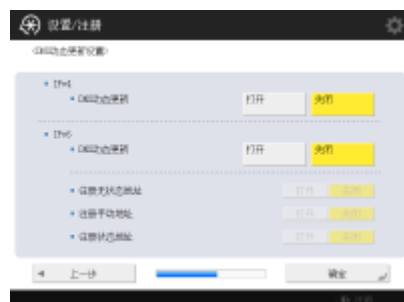 设置/注册
<DNS动态更新设置>
IPv4
DNS动态更新
打开
关闭
IPv6
DNS动态更新
打开
关闭
注册无状态地址
打开
关闭
注册手动地址
打开
关闭
注册状态地址
打开
关闭
上一步
确定